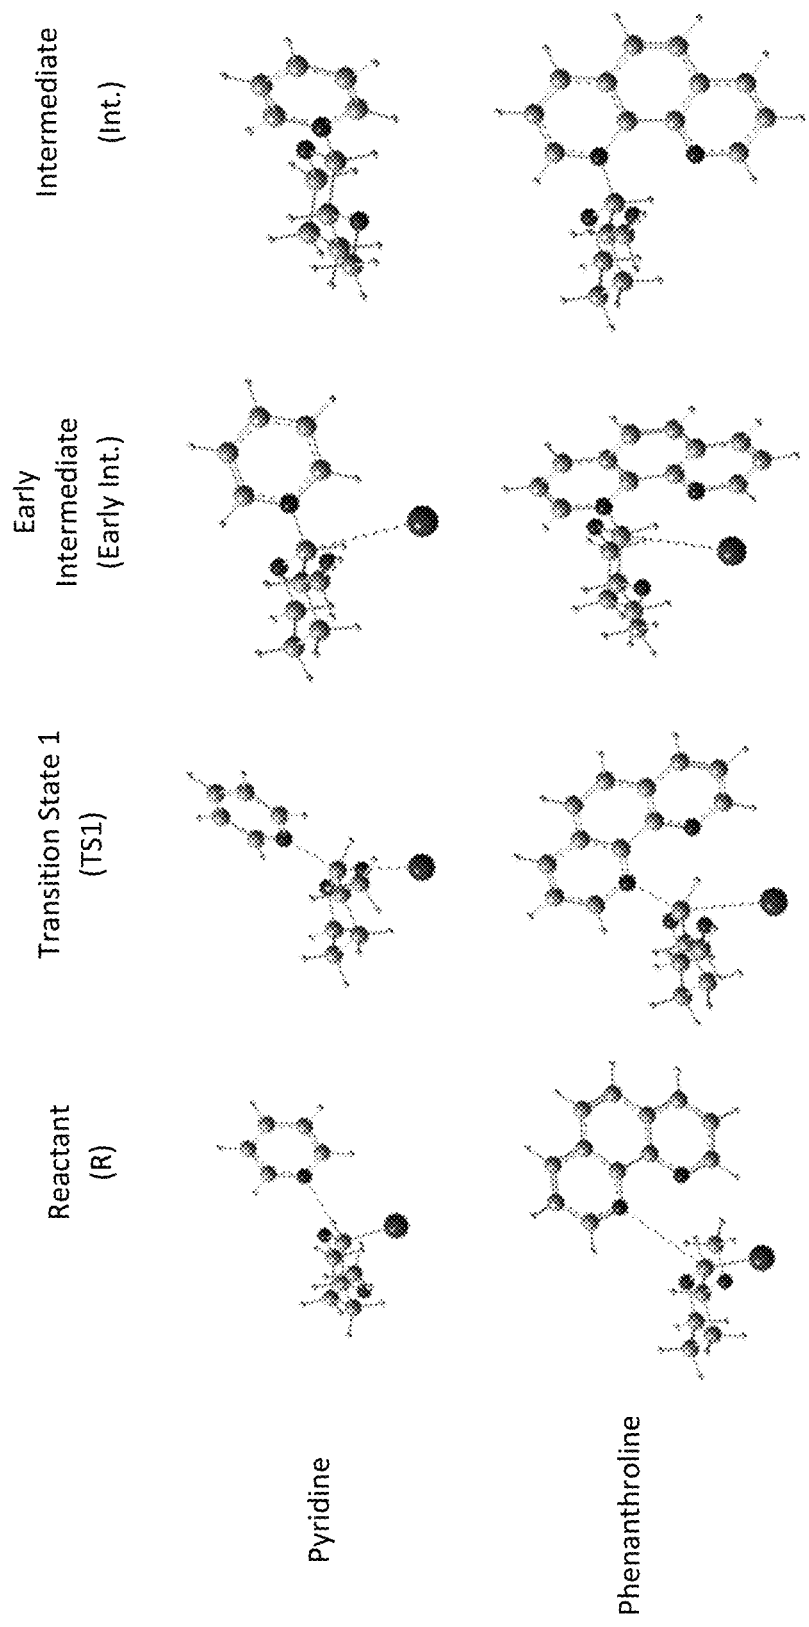 Reactant
(R)
Transition State 1
(TS1)
Early
Intermediate
(Early Int.)
Intermediate
(Int.)
Pyridine
Phenanthroline